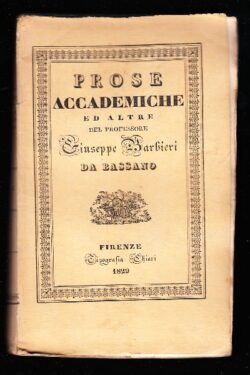 PROSE
ACCADEMICHE
ED ALTRE
DEL PROFESSORE
Giuseppe Barbieri
DA BASSANO
FIRENZE
Tipografia Chiari
1829